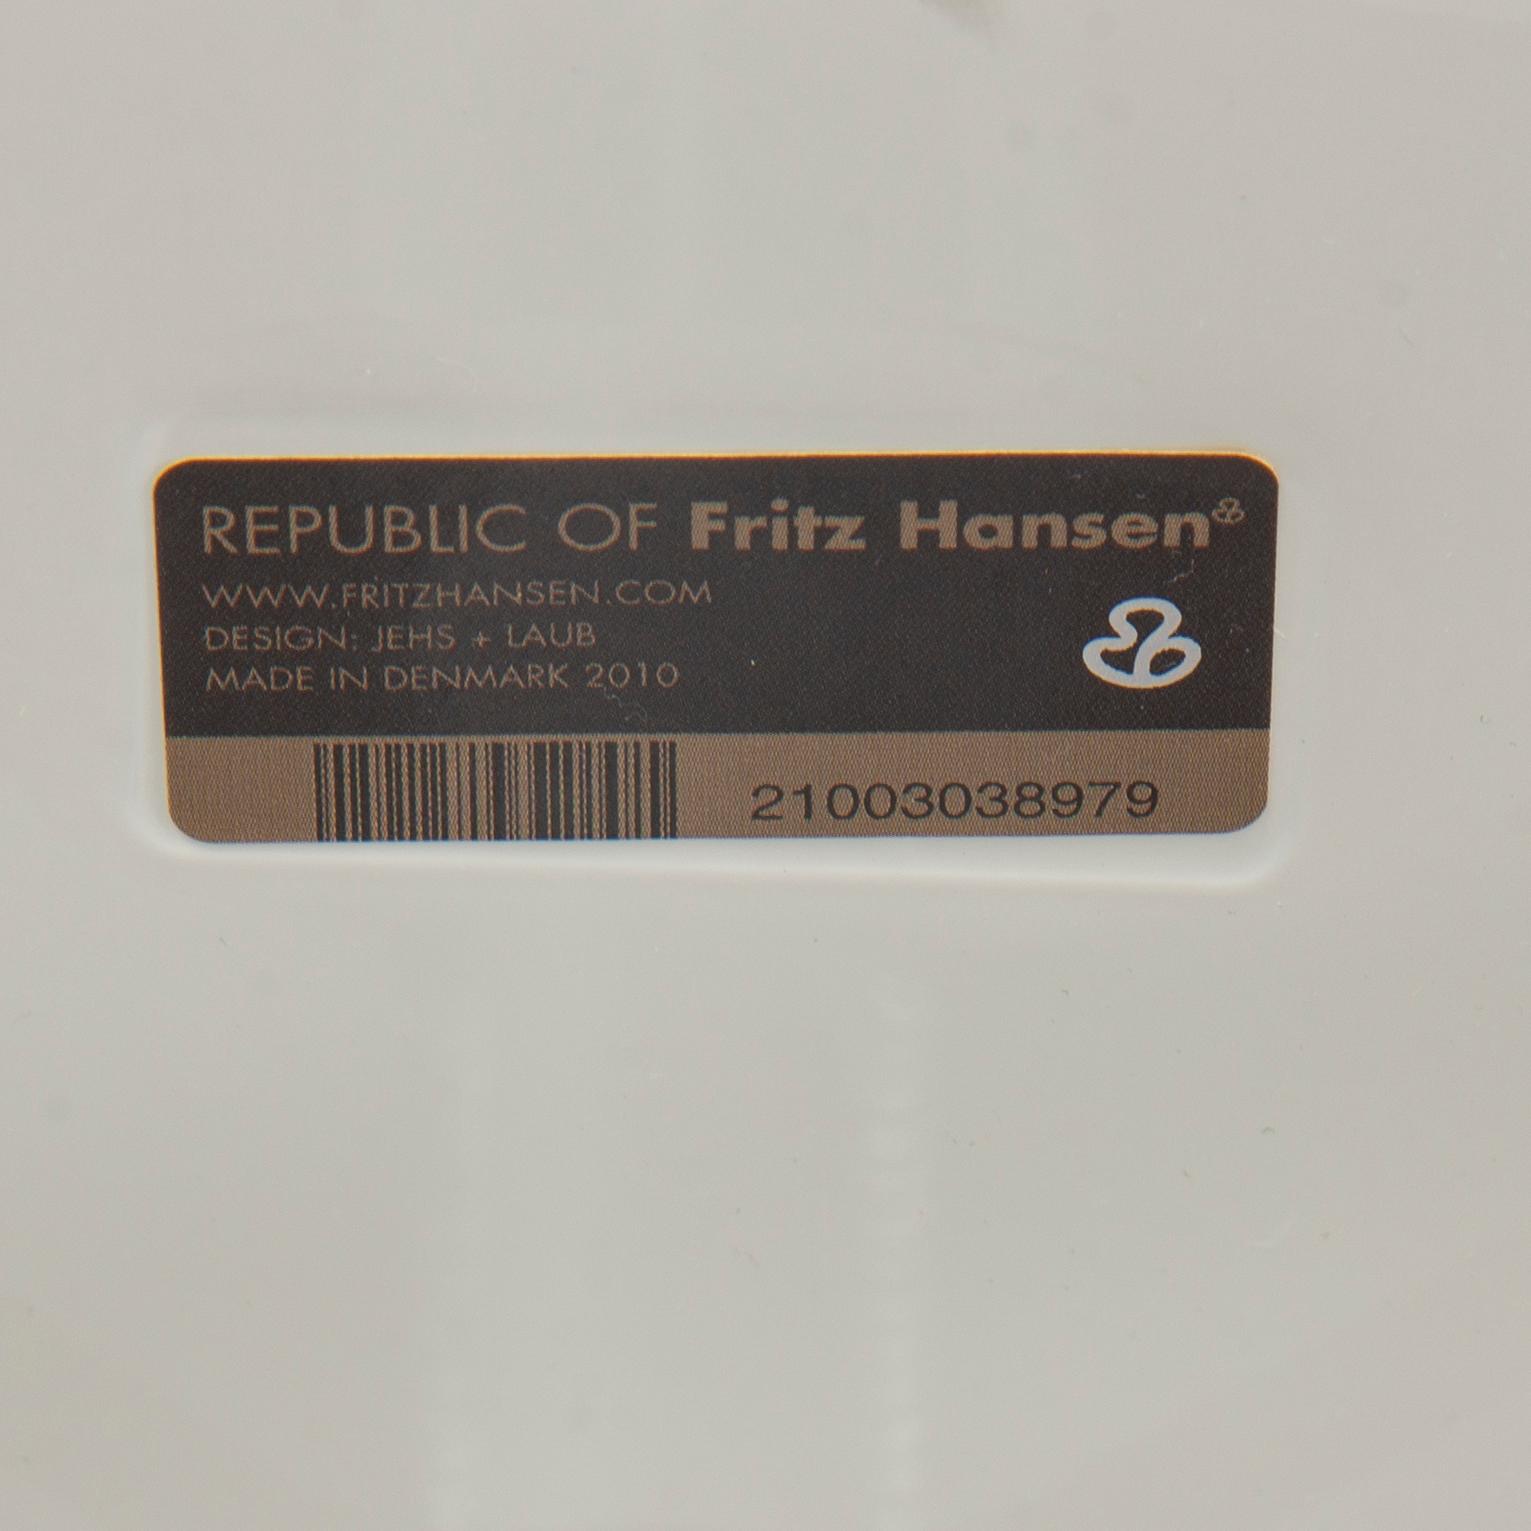 REPUBLIC OF Fritz Hansen
WWW.FRITZHANSEN.COM
DESIGN: JEHS + LAUB
MADE IN DENMARK 2010
21003038979